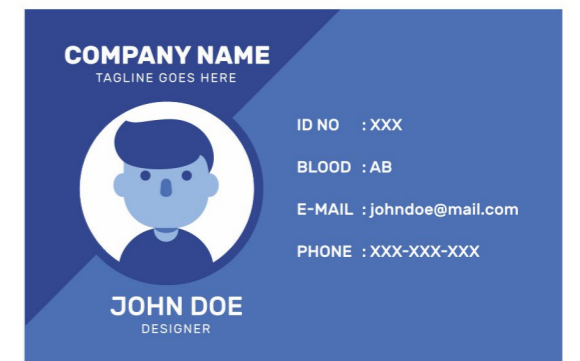 COMPANY NAME
TAGLINE GOES HERE
JOHN DOE
DESIGNER
ID NO : XXX
BLOOD : AB
E-MAIL : johndoe@mail.com
PHONE : XXX-XXX-XXX